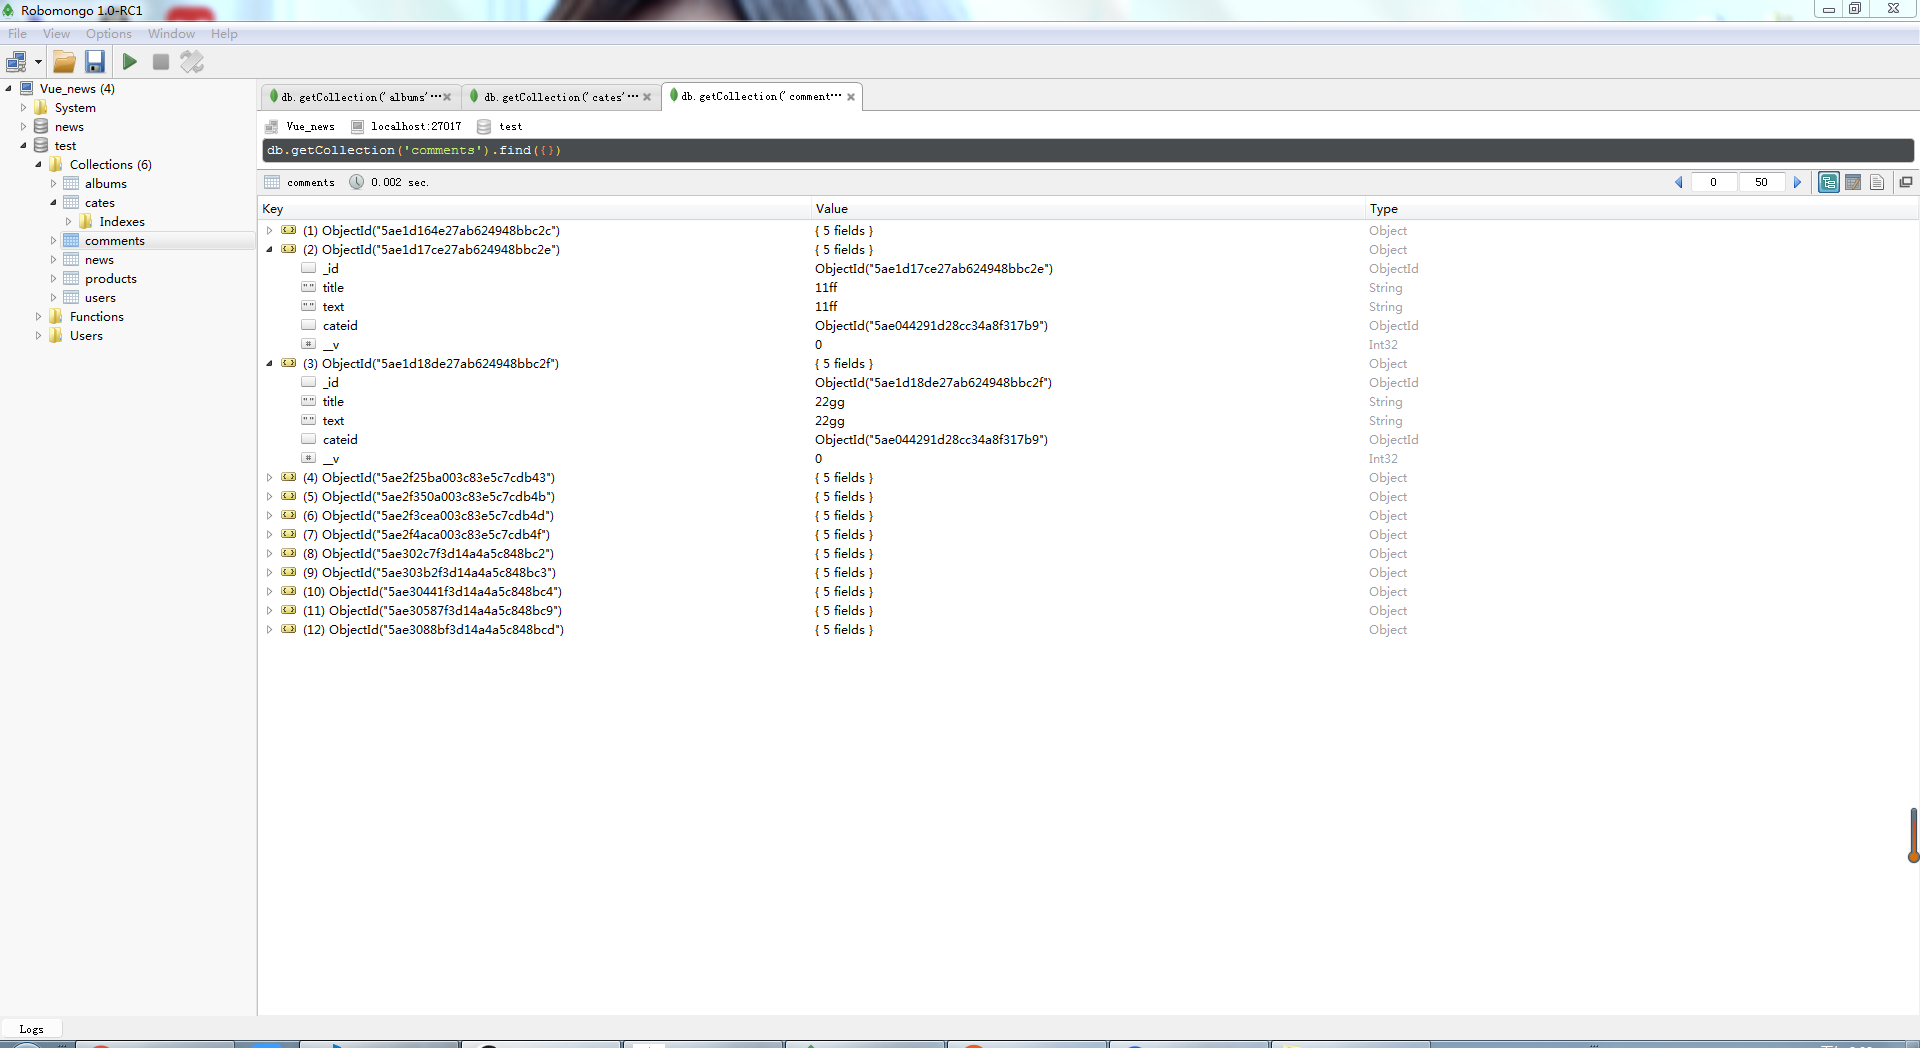 Robomongo 1.0-RC1
File View Options Window Help
Vue_news (4)
System
news
test
Collections (6)
albums
cates
Indexes
comments
news
products
users
Functions
Users
db.getCollection('albums'··· db.getCollection('cates'··· db.getCollection('comment···
Vue_news localhost:27017 test
db.getCollection('comments').find({})
comments 0.002 sec. 0 50
Key Value Type
(1) ObjectId("5ae1d164e27ab624948bbc2c") { 5 fields } Object
(2) ObjectId("5ae1d17ce27ab624948bbc2e") { 5 fields } Object
_id ObjectId("5ae1d17ce27ab624948bbc2e") ObjectId
"" title 11ff String
"" text 11ff String
cateid ObjectId("5ae044291d28cc34a8f317b9") ObjectId
# __v 0 Int32
(3) ObjectId("5ae1d18de27ab624948bbc2f") { 5 fields } Object
_id ObjectId("5ae1d18de27ab624948bbc2f") ObjectId
"" title 22gg String
"" text 22gg String
cateid ObjectId("5ae044291d28cc34a8f317b9") ObjectId
# __v 0 Int32
(4) ObjectId("5ae2f25ba003c83e5c7cdb43") { 5 fields } Object
(5) ObjectId("5ae2f350a003c83e5c7cdb4b") { 5 fields } Object
(6) ObjectId("5ae2f3cea003c83e5c7cdb4d") { 5 fields } Object
(7) ObjectId("5ae2f4aca003c83e5c7cdb4f") { 5 fields } Object
(8) ObjectId("5ae302c7f3d14a4a5c848bc2") { 5 fields } Object
(9) ObjectId("5ae303b2f3d14a4a5c848bc3") { 5 fields } Object
(10) ObjectId("5ae30441f3d14a4a5c848bc4") { 5 fields } Object
(11) ObjectId("5ae30587f3d14a4a5c848bc9") { 5 fields } Object
(12) ObjectId("5ae3088bf3d14a4a5c848bcd") { 5 fields } Object
Logs